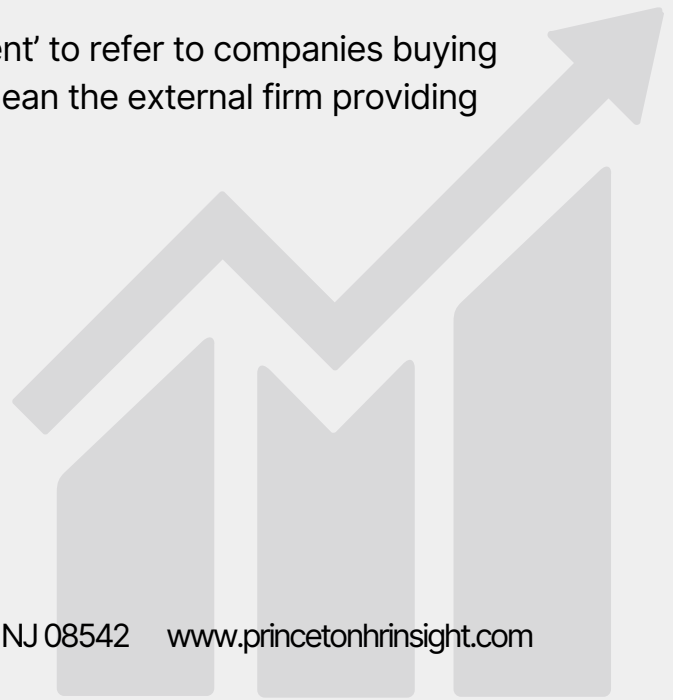 ent’ to refer to companies buying
ean the external firm providing
NJ 08542 www.princetonhrinsight.com